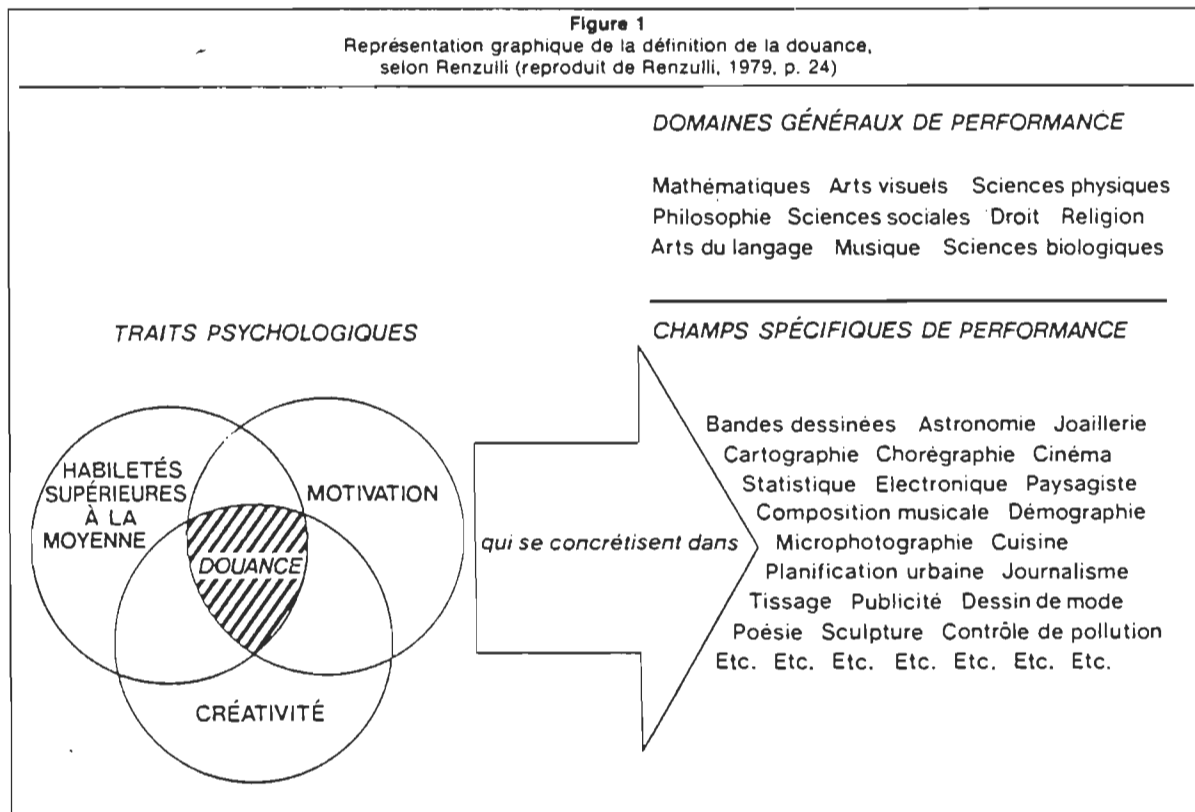 Figure 1
Représentation graphique de la définition de la douance,
selon Renzulli (reproduit de Renzulli, 1979, p. 24)
DOMAINES GÉNÉRAUX DE PERFORMANCE
Mathématiques Arts visuels Sciences physiques
Philosophie Sciences sociales Droit Religion
Arts du langage Musique Sciences biologiques
TRAITS PSYCHOLOGIQUES
HABILETÉS
SUPÉRIEURES
À LA
MOYENNE
MOTIVATION
DOUANCE
CRÉATIVITÉ
qui se concrétisent dans
CHAMPS SPÉCIFIQUES DE PERFORMANCE
Bandes dessinées Astronomie Joaillerie
Cartographie Chorégraphie Cinéma
Statistique Electronique Paysagiste
Composition musicale Démographie
Microphotographie Cuisine
Planification urbaine Journalisme
Tissage Publicité Dessin de mode
Poésie Sculpture Contrôle de pollution
Etc. Etc. Etc. Etc. Etc. Etc. Etc.